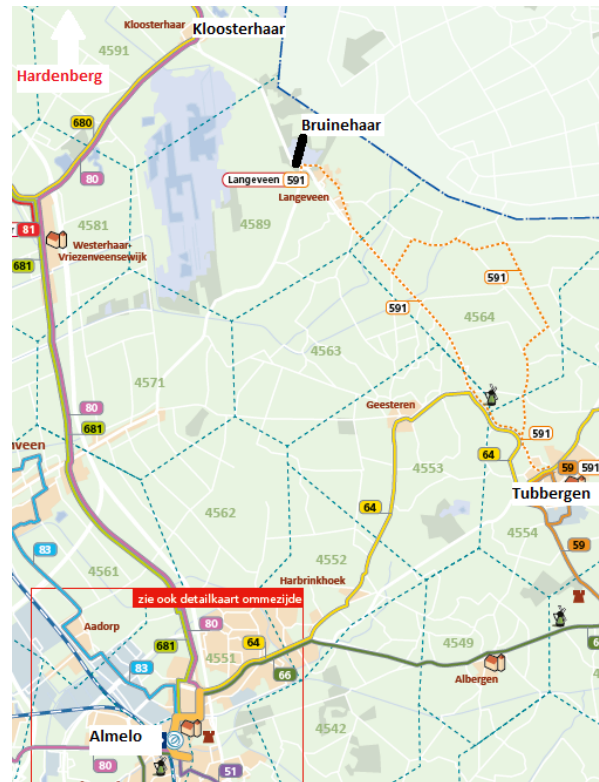 Kloosterhaar
Kloosterhaar
4591
Hardenberg
680
Bruinehaar
80
Langeveen 591
Langeveen
81
4581
4589
Westerhaar-
Vriezenveensewijk
681
591
591
4564
4563
4571
80
Geesteren
681
591
veen
64
59 591
4553
Tubbergen
64
4562
4554
83
59
4552
4561
Harbrinkhoek
zie ook detailkaart ommezijde
80
Aadorp
64
681
4551
4549
83
66
Albergen
Almelo
4542
80
51